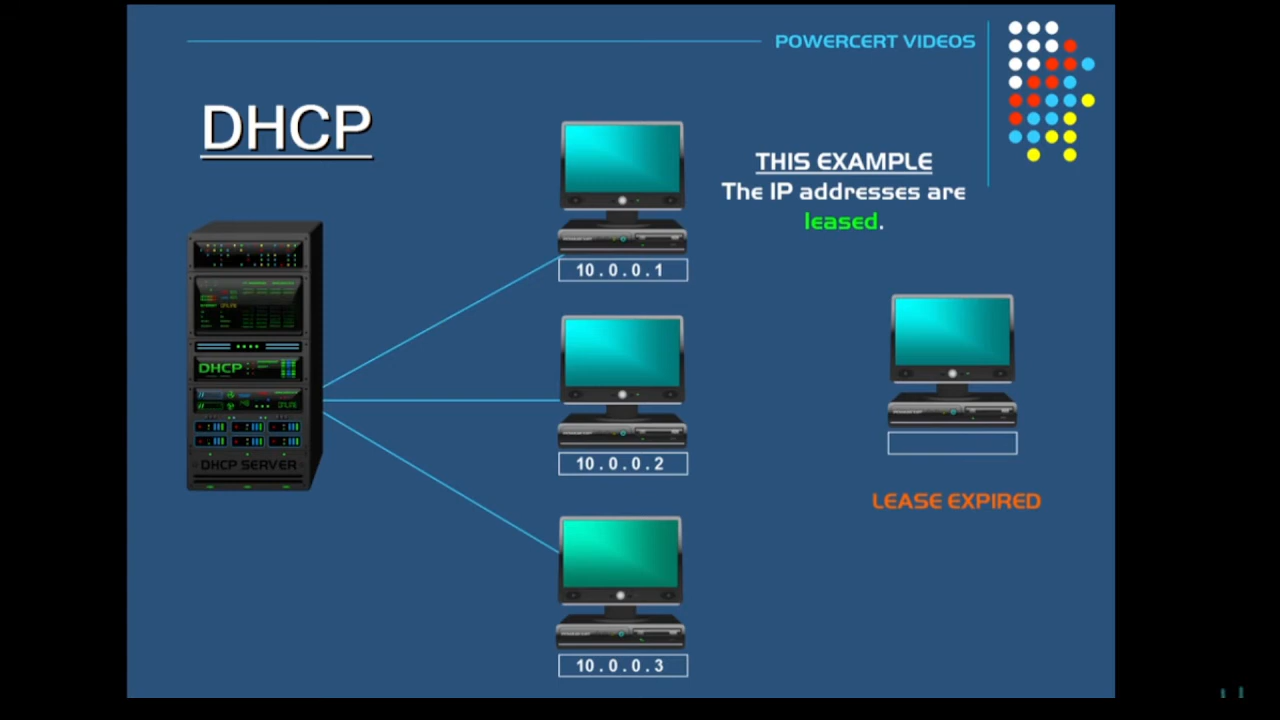 POWERCERT VIDEOS
DHCP
THIS EXAMPLE
The IP addresses are
leased.
10.0.0.1
DHCP
10.0.0.2
DHCP SERVER
LEASE EXPIRED
10.0.0.3